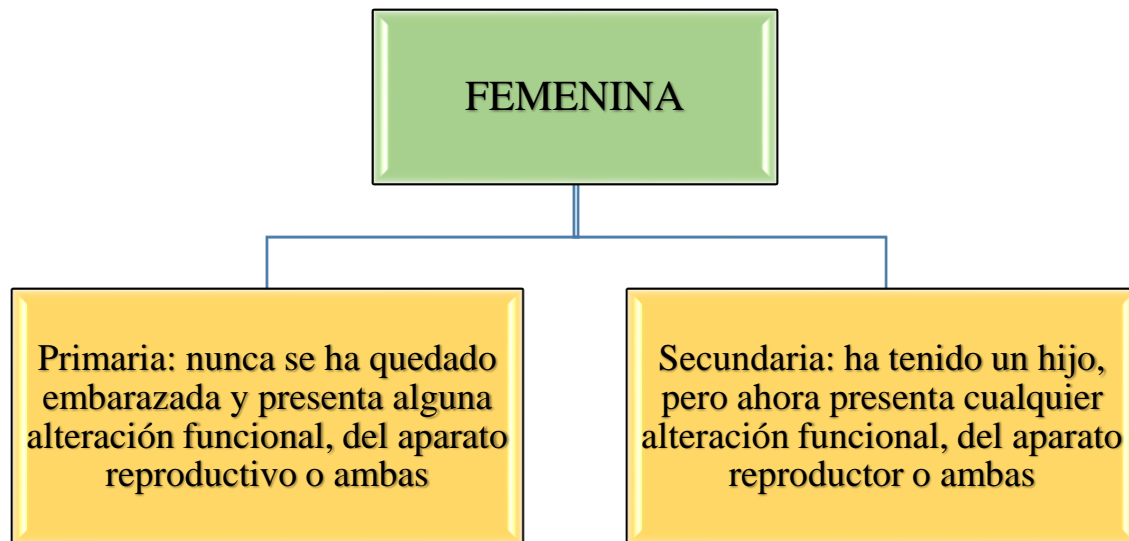 FEMENINA
Primaria: nunca se ha quedado
embarazada y presenta alguna
alteración funcional, del aparato
reproductivo o ambas
Secundaria: ha tenido un hijo,
pero ahora presenta cualquier
alteración funcional, del aparato
reproductor o ambas